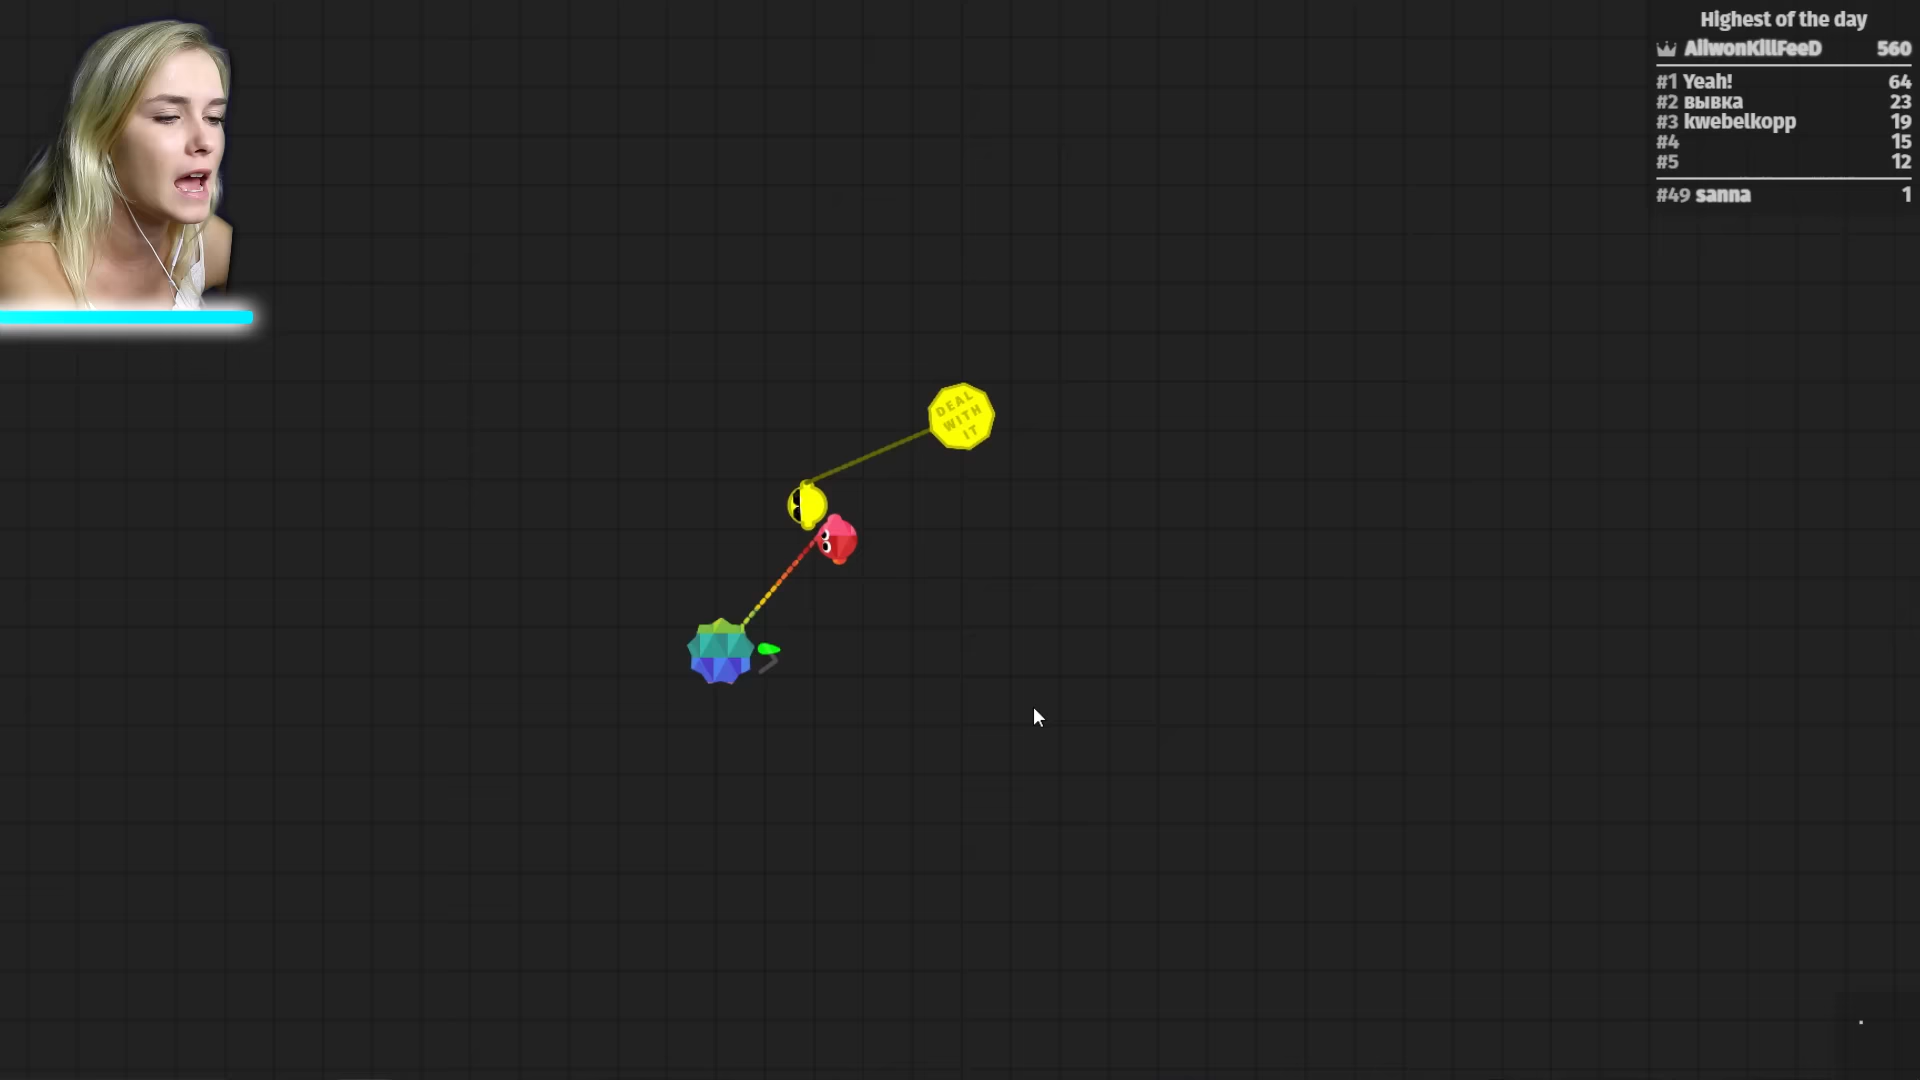 Highest of the day
AllwonKillFeeD 560
#1 Yeah! 64
#2 вывка 23
#3 kwebelkopp 19
#4 15
#5 12
#49 sanna 1
DEAL
WITH
IT